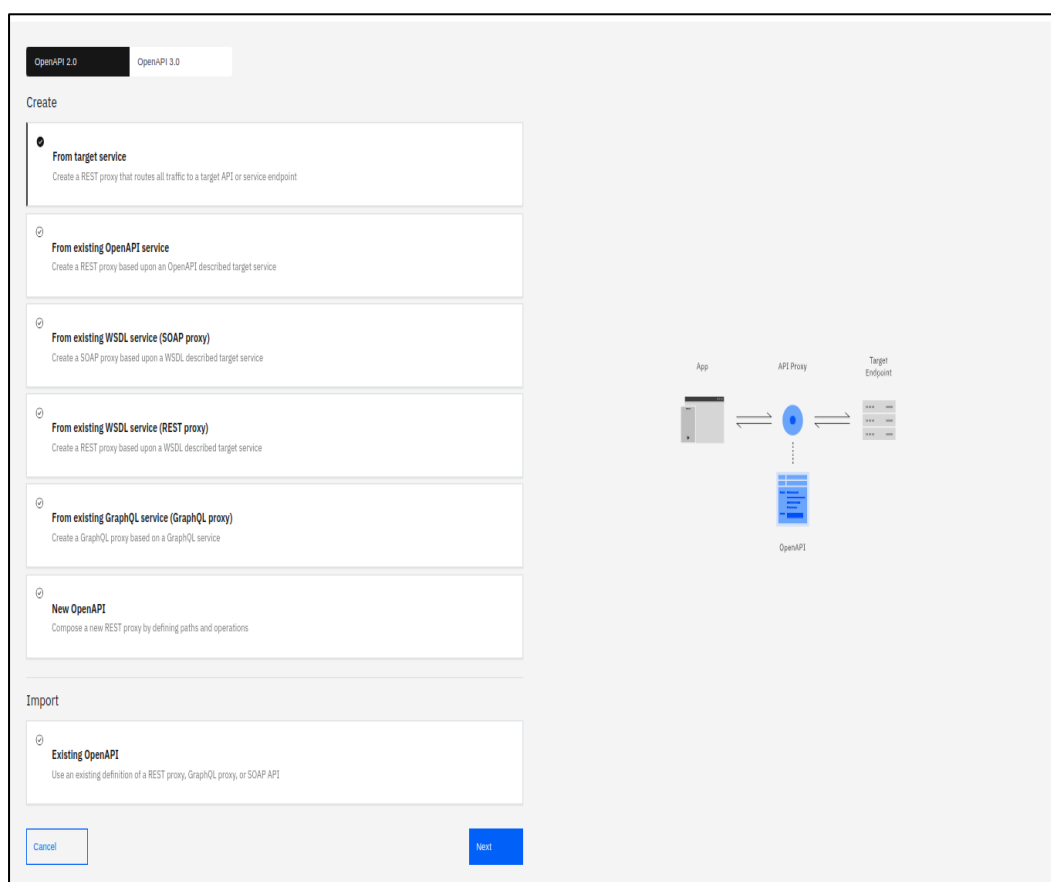 OpenAPI 2.0
OpenAPI 3.0
Create
From target service
Create a REST proxy that routes all traffic to a target API or service endpoint
From existing OpenAPI service
Create a REST proxy based upon an OpenAPI described target service
From existing WSDL service (SOAP proxy)
Create a SOAP proxy based upon a WSDL described target service
From existing WSDL service (REST proxy)
Create a REST proxy based upon a WSDL described target service
From existing GraphQL service (GraphQL proxy)
Create a GraphQL proxy based on a GraphQL service
New OpenAPI
Compose a new REST proxy by defining paths and operations
Import
Existing OpenAPI
Use an existing definition of a REST proxy, GraphQL proxy, or SOAP API
Cancel
Next
App
API Proxy
Target
Endpoint
OpenAPI